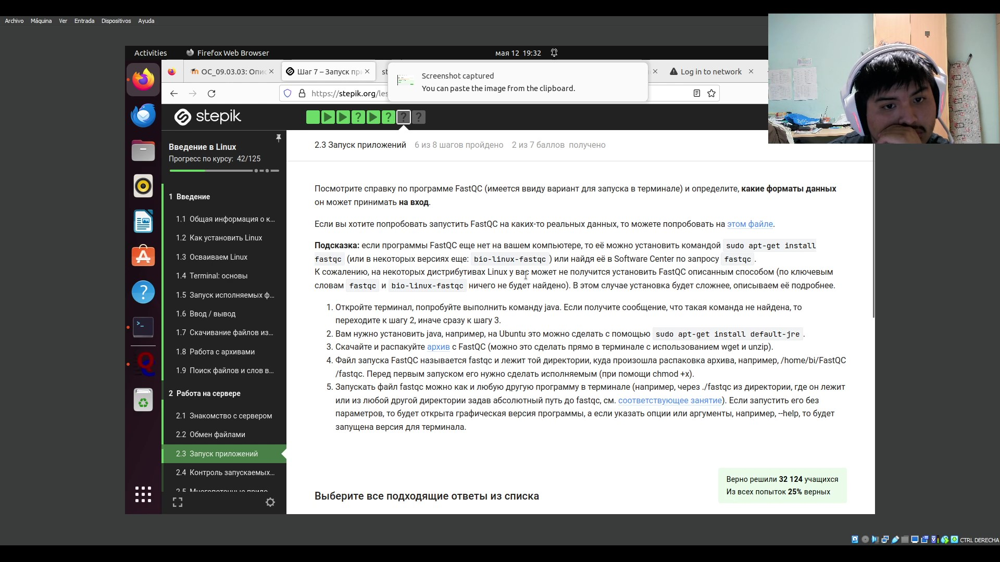 Archivo Máquina Ver Entrada Dispositivos Ayuda
Activities Firefox Web Browser мая 12 19:32
ОС_09.03.03: Опис Шаг 7 – Запуск пр st Log in to network
Screenshot captured
You can paste the image from the clipboard.
https://stepik.org/les
stepik
Введение в Linux
Прогресс по курсу: 42/125
1 Введение
1.1 Общая информация о к...
1.2 Как установить Linux
1.3 Осваиваем Linux
1.4 Terminal: основы
1.5 Запуск исполняемых ф...
1.6 Ввод / вывод
1.7 Скачивание файлов из...
1.8 Работа с архивами
1.9 Поиск файлов и слов в...
2 Работа на сервере
2.1 Знакомство с сервером
2.2 Обмен файлами
2.3 Запуск приложений
2.4 Контроль запускаемых...
2.5 Многопоточные прило...
2.3 Запуск приложений 6 из 8 шагов пройдено 2 из 7 баллов получено
Посмотрите справку по программе FastQC (имеется ввиду вариант для запуска в терминале) и определите, какие форматы данных
он может принимать на вход.
Если вы хотите попробовать запустить FastQC на каких-то реальных данных, то можете попробовать на этом файле.
Подсказка: если программы FastQC еще нет на вашем компьютере, то её можно установить командой sudo apt-get install
fastqc (или в некоторых версиях еще: bio-linux-fastqc) или найдя её в Software Center по запросу fastqc.
К сожалению, на некоторых дистрибутивах Linux у вас может не получится установить FastQC описанным способом (по ключевым
словам fastqc и bio-linux-fastqc ничего не будет найдено). В этом случае установка будет сложнее, описываем её подробнее.
1. Откройте терминал, попробуйте выполнить команду java. Если получите сообщение, что такая команда не найдена, то
переходите к шагу 2, иначе сразу к шагу 3.
2. Вам нужно установить java, например, на Ubuntu это можно сделать с помощью sudo apt-get install default-jre.
3. Скачайте и распакуйте архив с FastQC (можно это сделать прямо в терминале с использованием wget и unzip).
4. Файл запуска FastQC называется fastqc и лежит той директории, куда произошла распаковка архива, например, /home/bi/FastQC
/fastqc. Перед первым запуском его нужно сделать исполняемым (при помощи chmod +x).
5. Запускать файл fastqc можно как и любую другую программу в терминале (например, через ./fastqc из директории, где он лежит
или из любой другой директории задав абсолютный путь до fastqc, см. соответствующее занятие). Если запустить его без
параметров, то будет открыта графическая версия программы, а если указать опции или аргументы, например, --help, то будет
запущена версия для терминала.
Верно решили 32 124 учащихся
Из всех попыток 25% верных
Выберите все подходящие ответы из списка
CTRL DERECHA